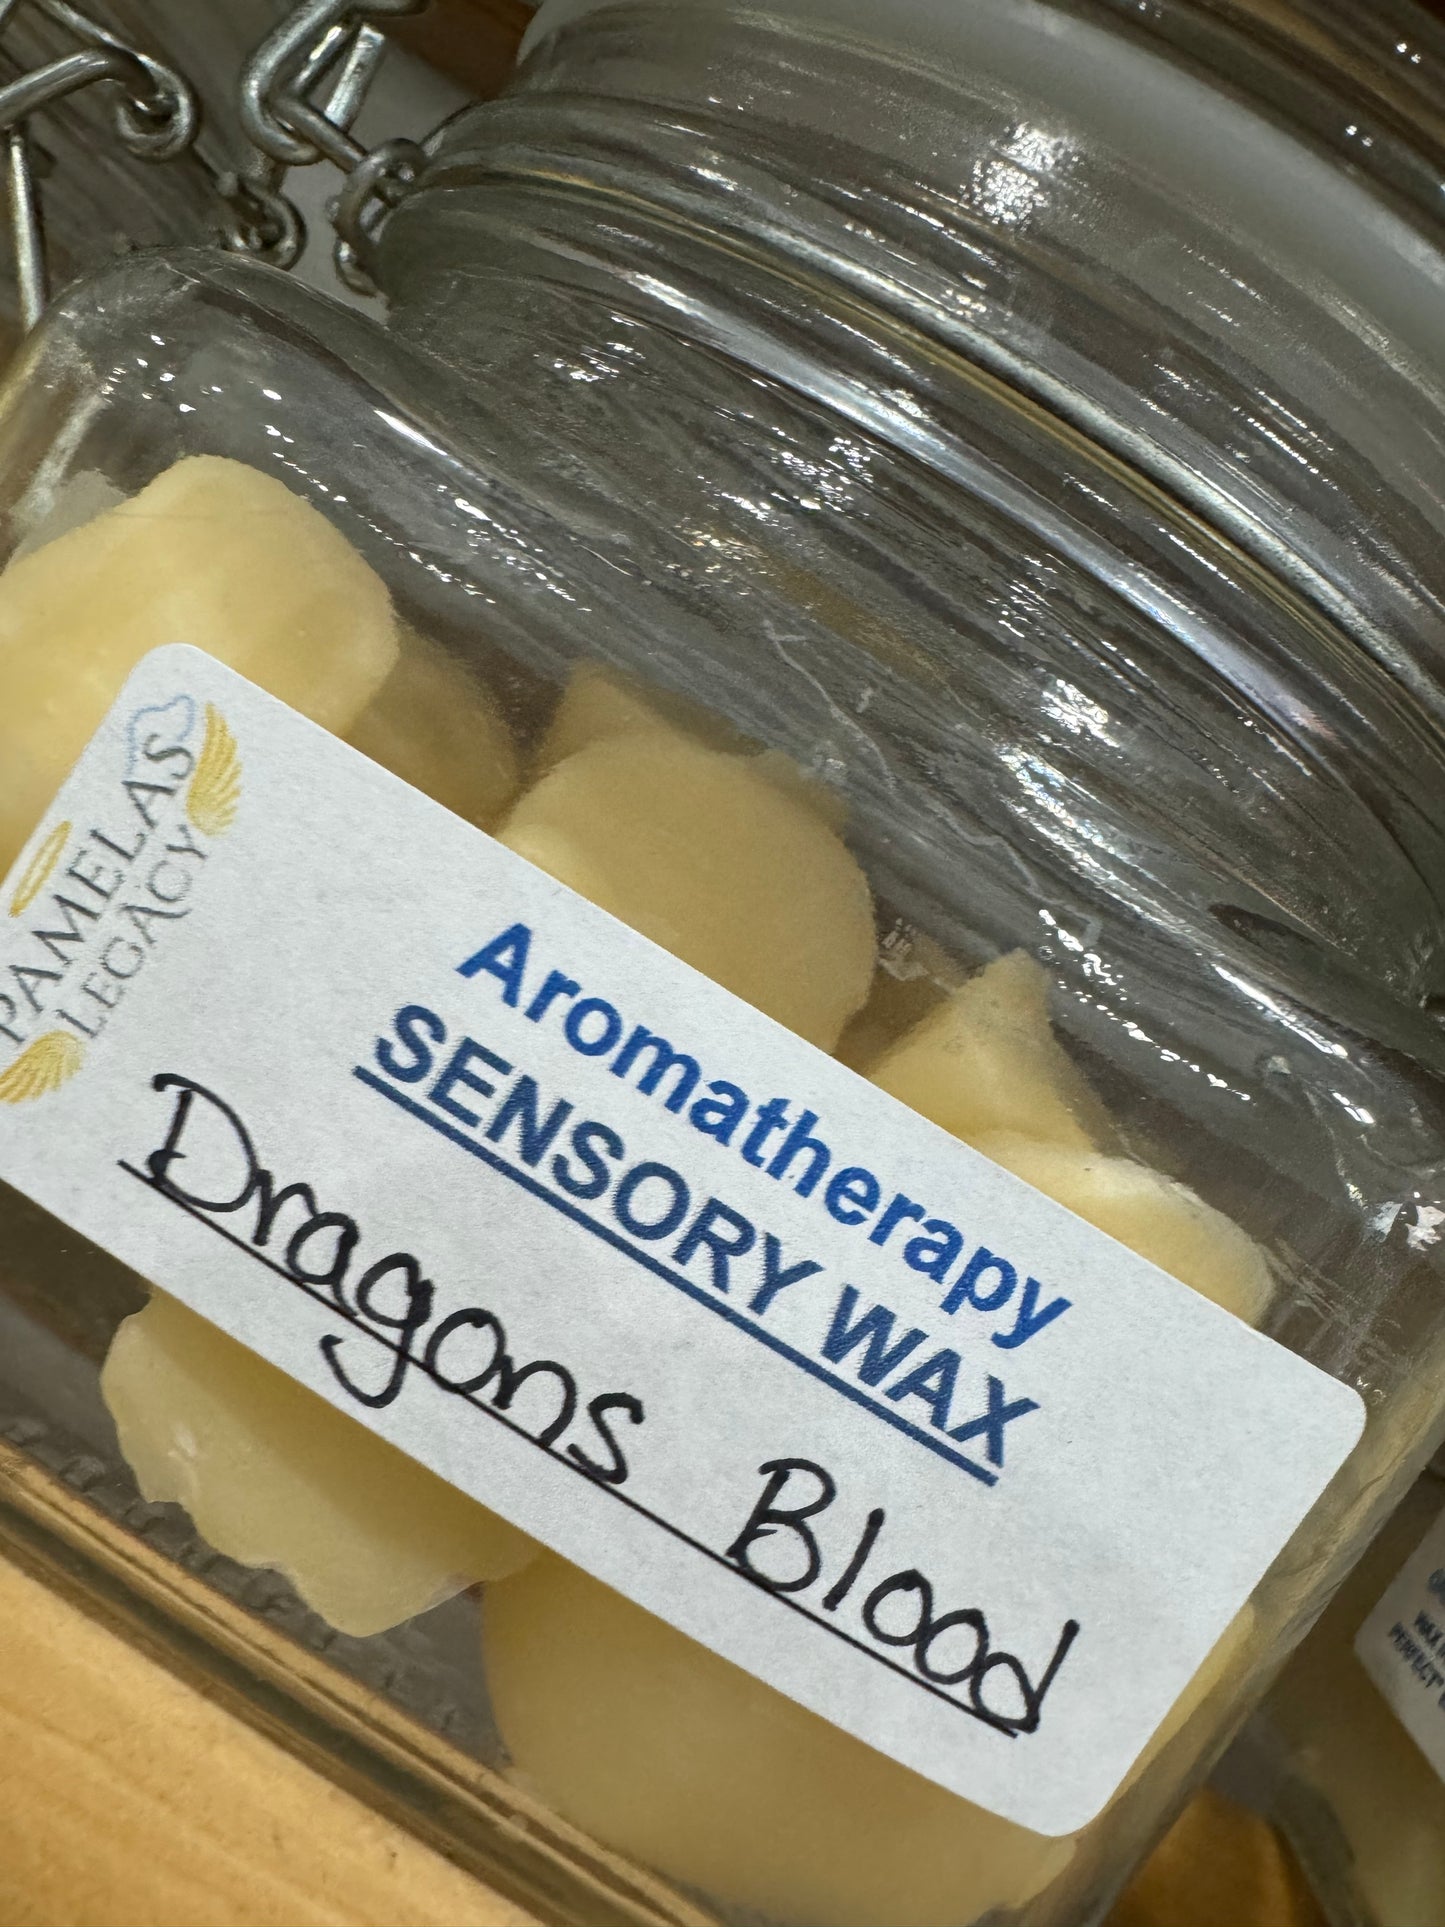 PAMELAS
LEGACY
Aromatherapy
SENSORY WAX
Dragons Blood